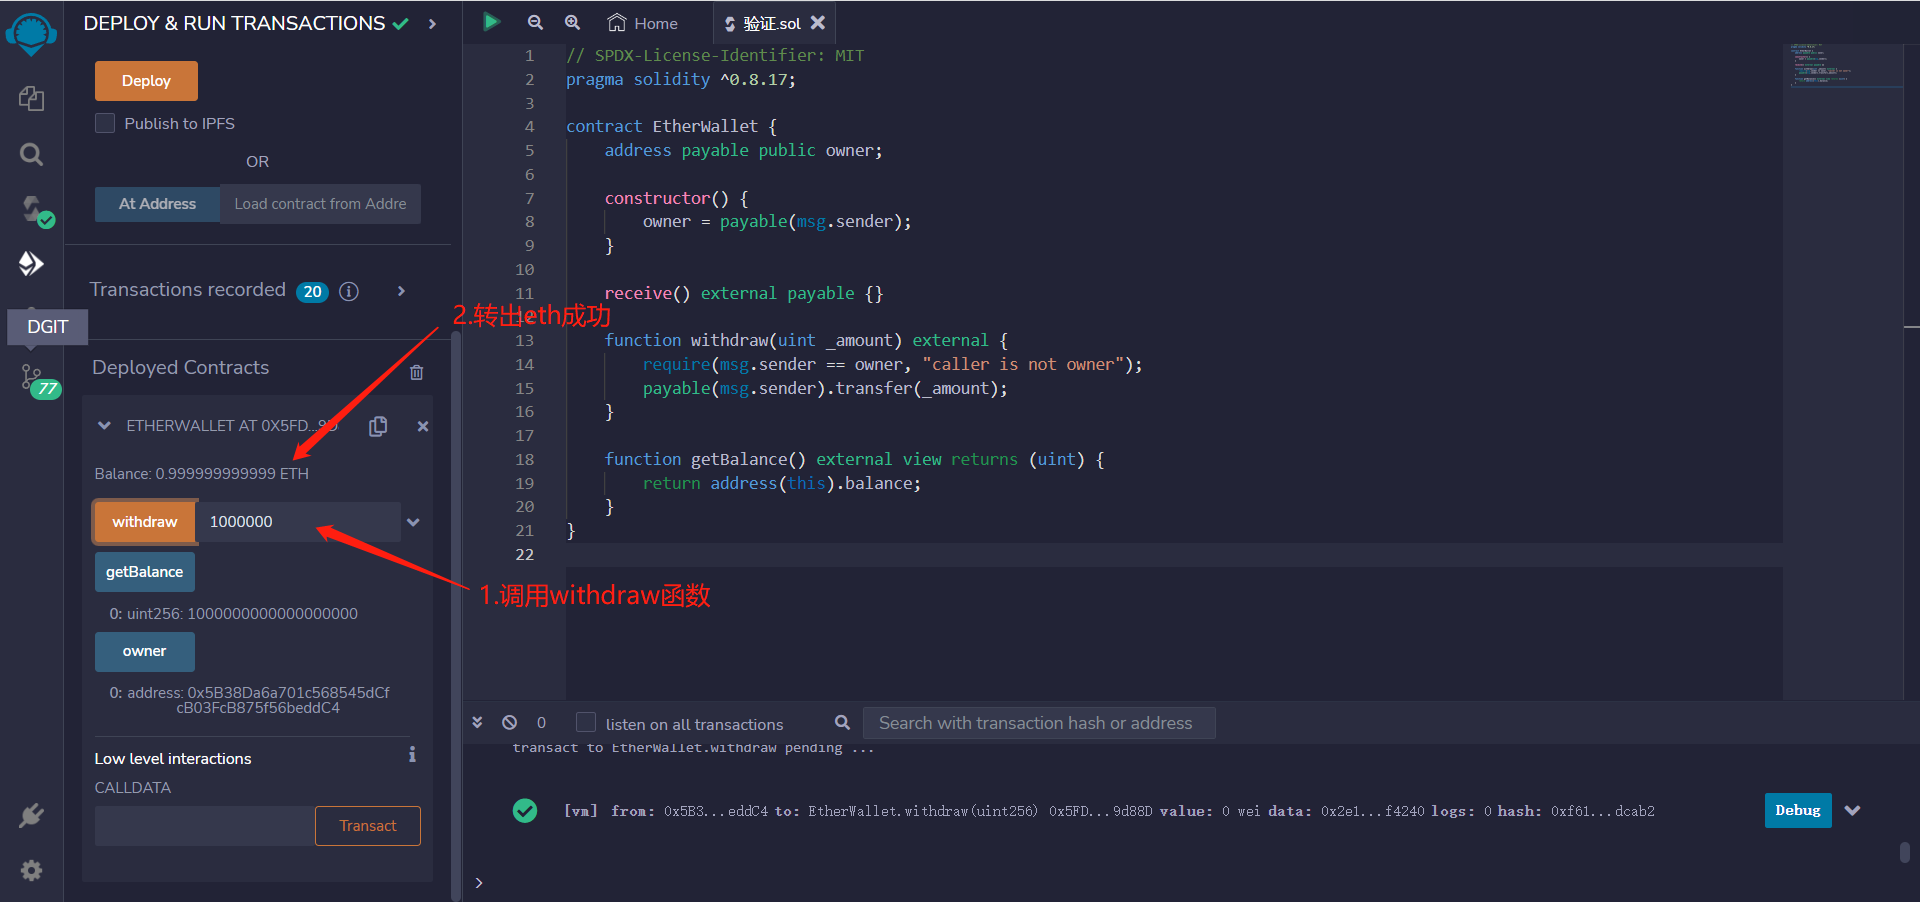 DEPLOY & RUN TRANSACTIONS
Deploy
Publish to IPFS
OR
At Address
Load contract from Addre
Transactions recorded 20
DGIT
77
Deployed Contracts
ETHERWALLET AT 0X5FD...9D
Balance: 0.999999999999 ETH
withdraw 1000000
getBalance
0: uint256: 1000000000000000000
owner
0: address: 0x5B38Da6a701c568545dCf
cB03FcB875f56beddC4
Low level interactions
CALLDATA
Transact
2.转出eth成功
1.调用withdraw函数
Home
验证.sol
1 // SPDX-License-Identifier: MIT
2 pragma solidity ^0.8.17;
3
4 contract EtherWallet {
5 address payable public owner;
6
7 constructor() {
8 owner = payable(msg.sender);
9 }
10
11 receive() external payable {}
12
13 function withdraw(uint _amount) external {
14 require(msg.sender == owner, "caller is not owner");
15 payable(msg.sender).transfer(_amount);
16 }
17
18 function getBalance() external view returns (uint) {
19 return address(this).balance;
20 }
21 }
22
0
listen on all transactions
Search with transaction hash or address
transact to EtherWallet.withdraw pending ...
[vm] from: 0x5B3...eddC4 to: EtherWallet.withdraw(uint256) 0x5FD...9d88D value: 0 wei data: 0x2e1...f4240 logs: 0 hash: 0xf61...dcab2
Debug
>